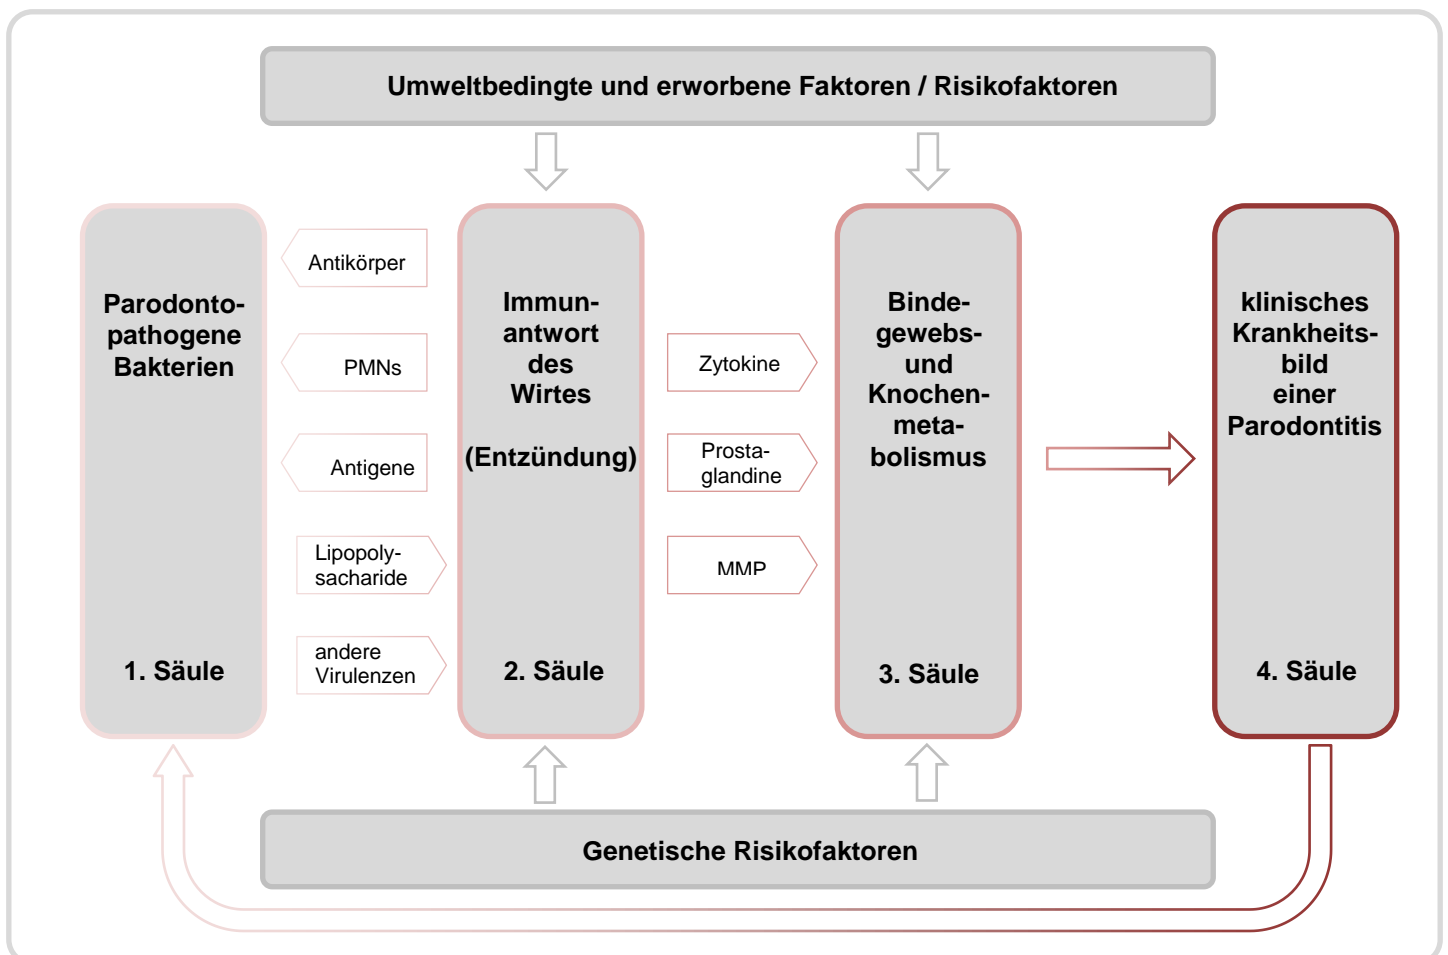 Umweltbedingte und erworbene Faktoren / Risikofaktoren
Parodonto-
pathogene
Bakterien
1. Säule
Antikörper
PMNs
Antigene
Lipopoly-
sacharide
andere
Virulenzen
Immun-
antwort
des
Wirtes
(Entzündung)
2. Säule
Zytokine
Prosta-
glandine
MMP
Binde-
gewebs-
und
Knochen-
meta-
bolismus
3. Säule
klinisches
Krankheits-
bild
einer
Parodontitis
4. Säule
Genetische Risikofaktoren